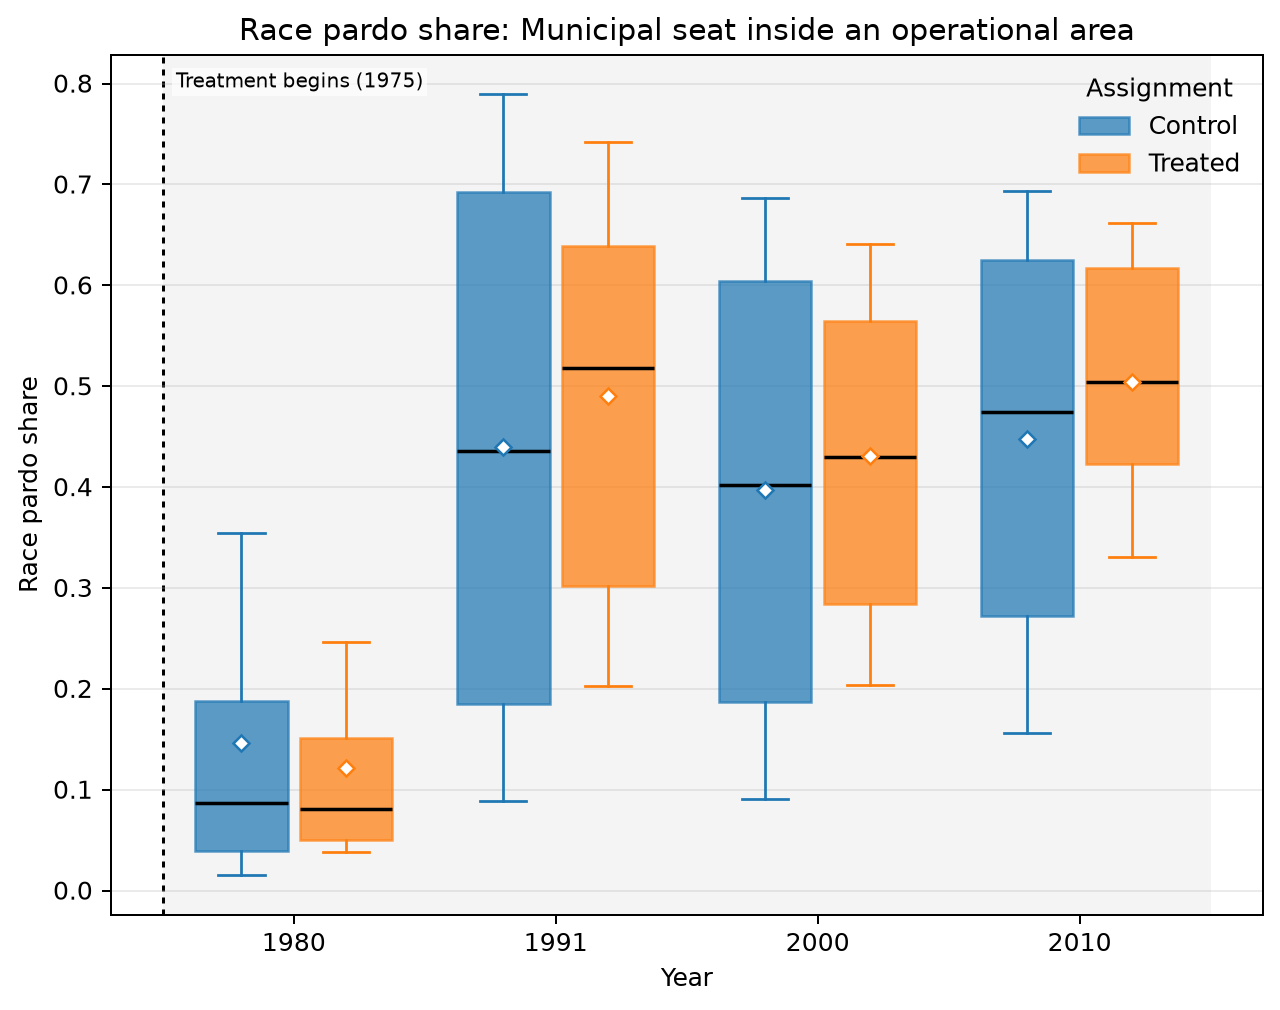 Race pardo share: Municipal seat inside an operational area
Treatment begins (1975)
Assignment
Control
Treated
Race pardo share
0.8
0.7
0.6
0.5
0.4
0.3
0.2
0.1
0.0
1980 1991 2000 2010
Year